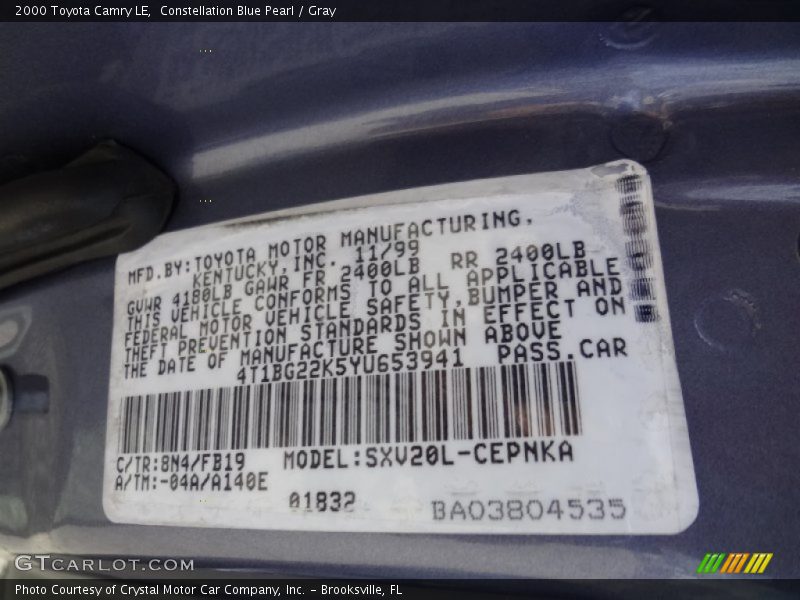 2000 Toyota Camry LE, Constellation Blue Pearl / Gray
MFD.BY:TOYOTA MOTOR MANUFACTURING,
KENTUCKY,INC. 11/99
GVWR 4180LB GAWR FR 2400LB RR 2400LB
THIS VEHICLE CONFORMS TO ALL APPLICABLE
FEDERAL MOTOR VEHICLE SAFETY,BUMPER AND
THEFT PREVENTION STANDARDS IN EFFECT ON
THE DATE OF MANUFACTURE SHOWN ABOVE
4T1BG22K5YU653941 PASS.CAR
C/TR:8N4/FB19 MODEL:SXV20L-CEPNKA
A/TM:-04A/A140E
01832 BA03804535
GTCARLOT.COM
Photo Courtesy of Crystal Motor Car Company, Inc. – Brooksville, FL